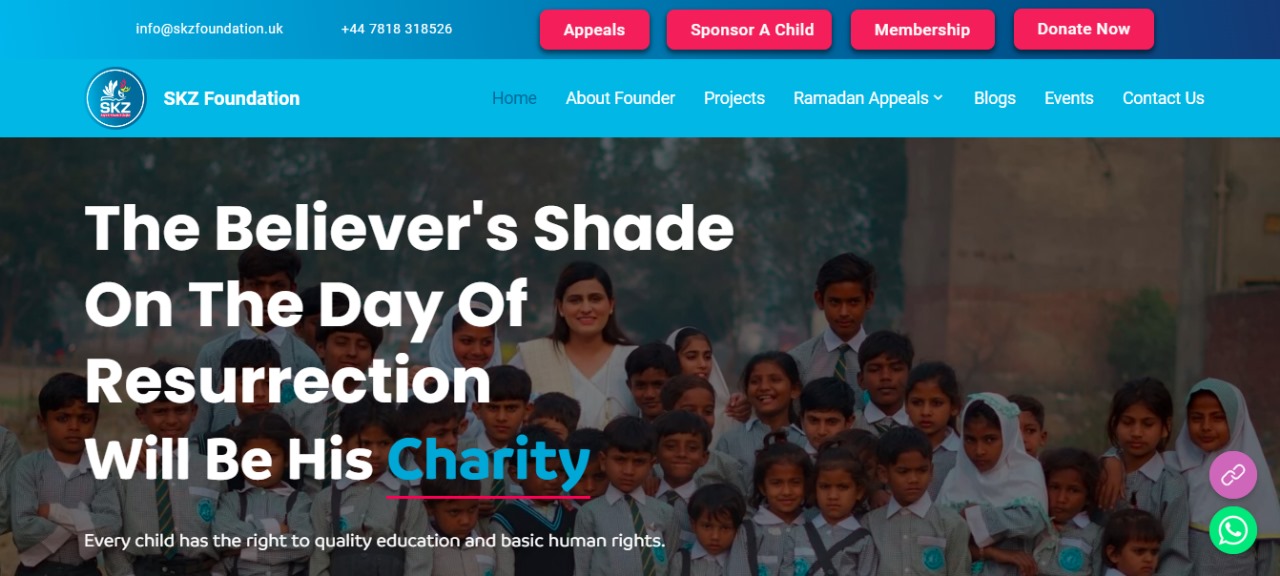 info@skzfoundation.uk +44 7818 318526 Appeals Sponsor A Child Membership Donate Now
SKZ
SKZ Foundation Home About Founder Projects Ramadan Appeals Blogs Events Contact Us
The Believer's Shade
On The Day Of
Resurrection
Will Be His Charity
Every child has the right to quality education and basic human rights.